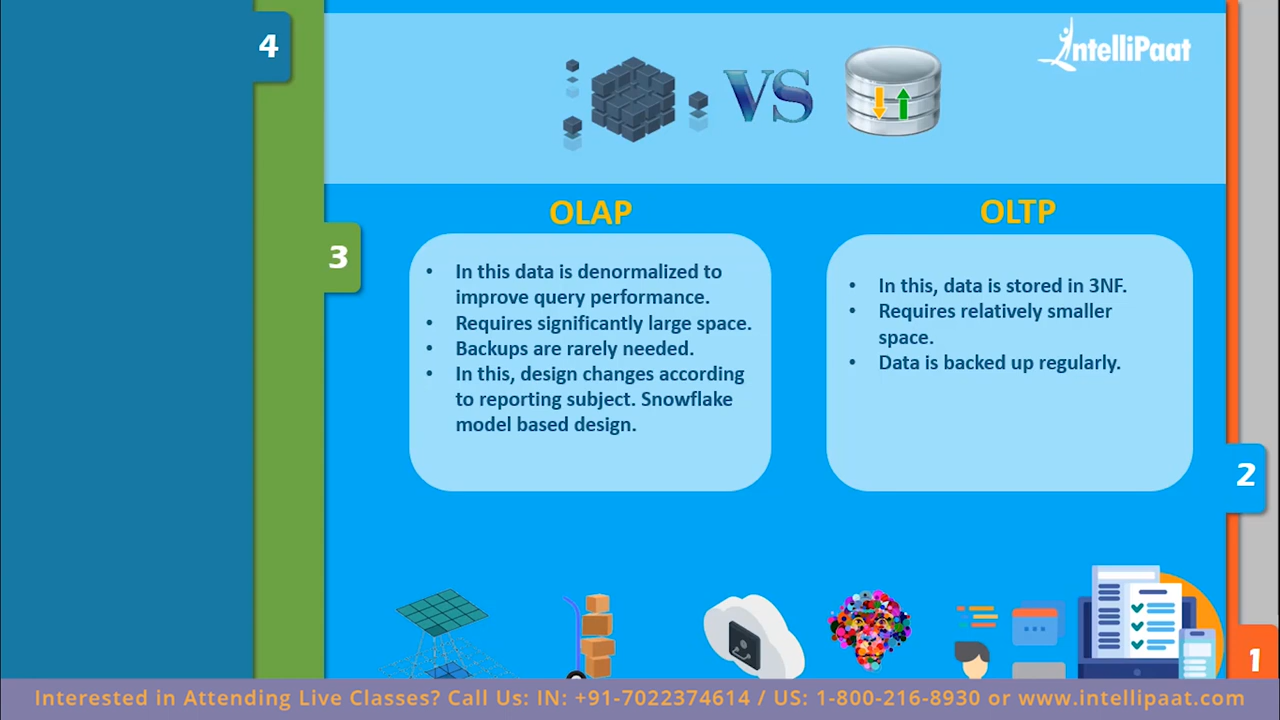 4
IntelliPaat
VS
OLAP
OLTP
3
• In this data is denormalized to
improve query performance.
• Requires significantly large space.
• Backups are rarely needed.
• In this, design changes according
to reporting subject. Snowflake
model based design.
• In this, data is stored in 3NF.
• Requires relatively smaller
space.
• Data is backed up regularly.
2
1
Interested in Attending Live Classes? Call Us: IN: +91-7022374614 / US: 1-800-216-8930 or www.intellipaat.com